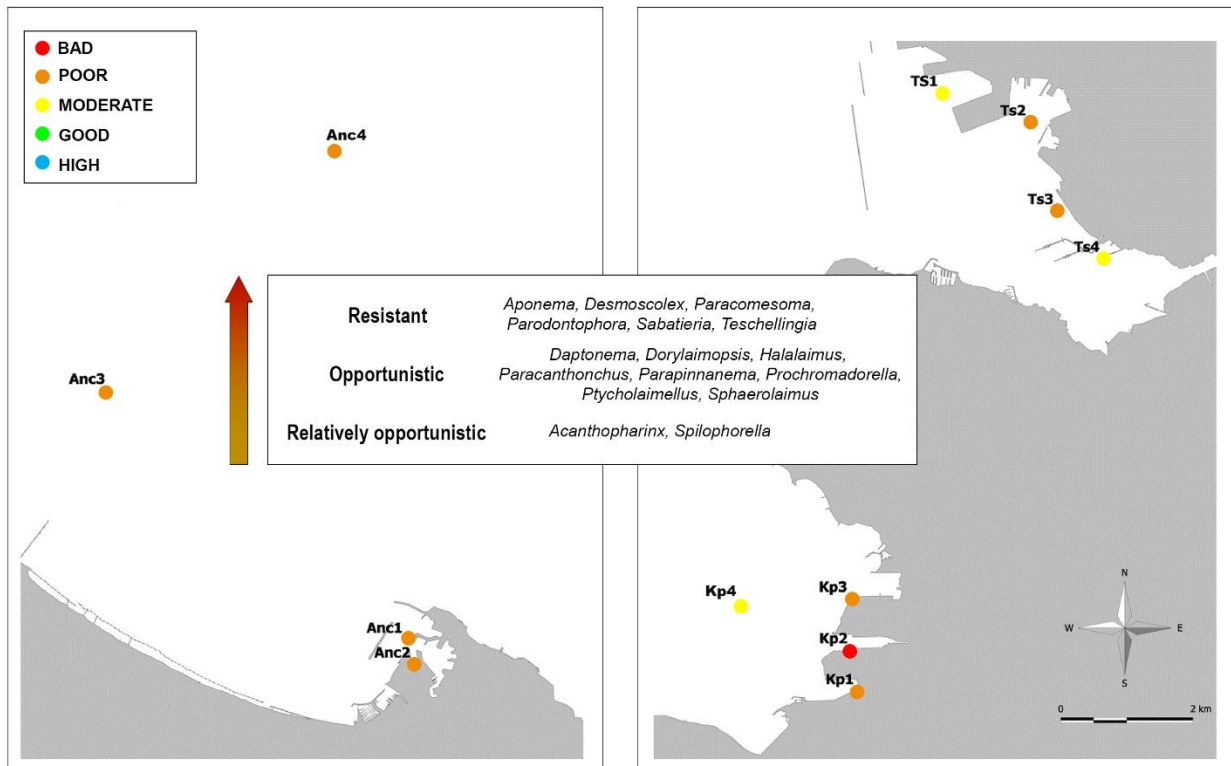 BAD
POOR
MODERATE
GOOD
HIGH
Anc4
Anc3
Anc1
Anc2
TS1
Ts2
Ts3
Ts4
Resistant
Aponema, Desmoscolex, Paracomesoma,
Parodontophora, Sabatieria, Teschellingia
Opportunistic
Daptonema, Dorylaimopsis, Halalaimus,
Paracanthonchus, Parapinnanema, Prochromadorella,
Ptycholaimellus, Sphaerolaimus
Relatively opportunistic
Acanthopharinx, Spilophorella
Kp4
Kp3
Kp2
Kp1
N
W
E
S
0 2 km